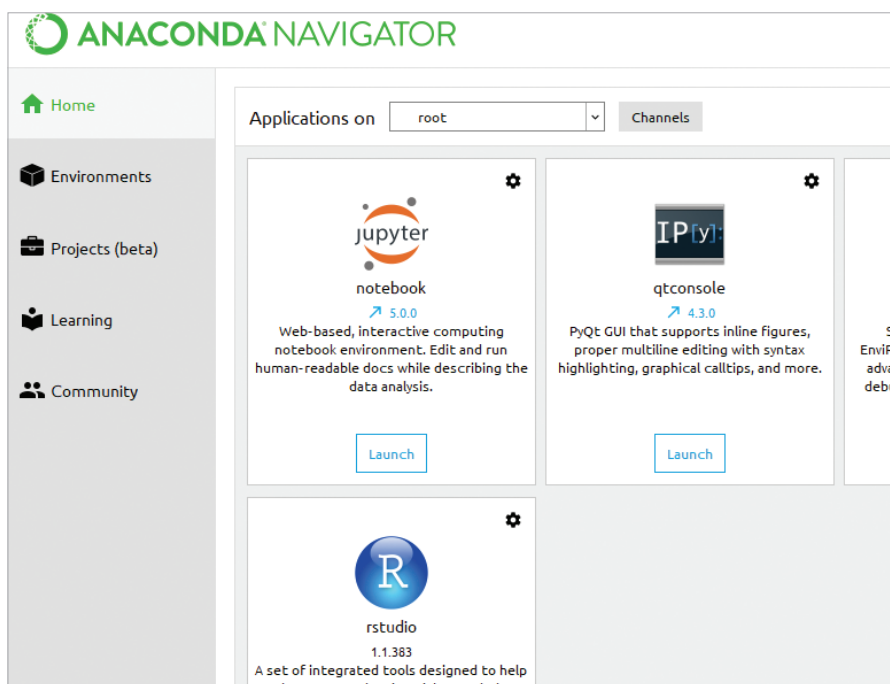 ANACONDA NAVIGATOR
Home
Environments
Projects (beta)
Learning
Community
Applications on
root
Channels
jupyter
notebook
5.0.0
Web-based, interactive computing
notebook environment. Edit and run
human-readable docs while describing the
data analysis.
Launch
IP[y]:
qtconsole
4.3.0
PyQt GUI that supports inline figures,
proper multiline editing with syntax
highlighting, graphical calltips, and more.
Launch
S
EnviR
adva
debu
R
rstudio
1.1.383
A set of integrated tools designed to help